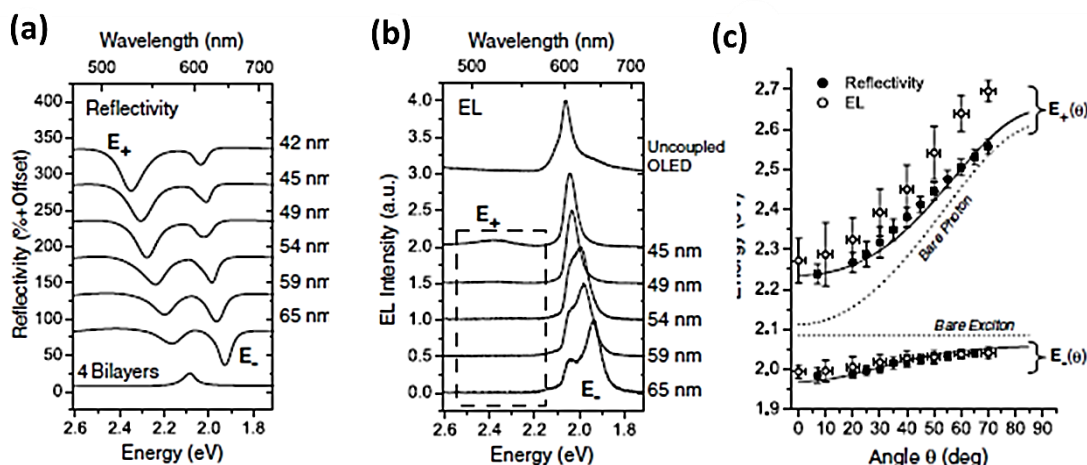 (a)
Wavelength (nm)
500 600 700
Reflectivity (%+Offset)
400
350
300
250
200
150
100
50
0
Reflectivity
E+
42 nm
45 nm
49 nm
54 nm
59 nm
65 nm
E-
4 Bilayers
2.6 2.4 2.2 2.0 1.8
Energy (eV)
(b)
Wavelength (nm)
500 600 700
EL Intensity (a.u.)
4.0
3.5
3.0
2.5
2.0
1.5
1.0
0.5
0.0
EL
Uncoupled
OLED
E+
45 nm
49 nm
54 nm
59 nm
65 nm
E-
2.6 2.4 2.2 2.0 1.8
Energy (eV)
(c)
2.7
2.6
2.4
2.3
2.2
2.1
2.0
1.9
Reflectivity
EL
E+(θ)
Bare Photon
Bare Exciton
E-(θ)
0 10 20 30 40 50 60 70 80 90
Angle θ (deg)